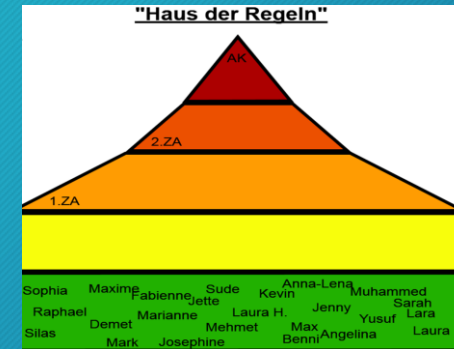 "Haus der Regeln"
AK
2.ZA
1.ZA
Sophia Maxime Fabienne Jette Sude Kevin Anna-Lena Muhammed
Raphael Marianne Laura H. Jenny Yusuf Sarah Lara
Silas Demet Mehmet Max Angelina Laura
Mark Josephine Benni